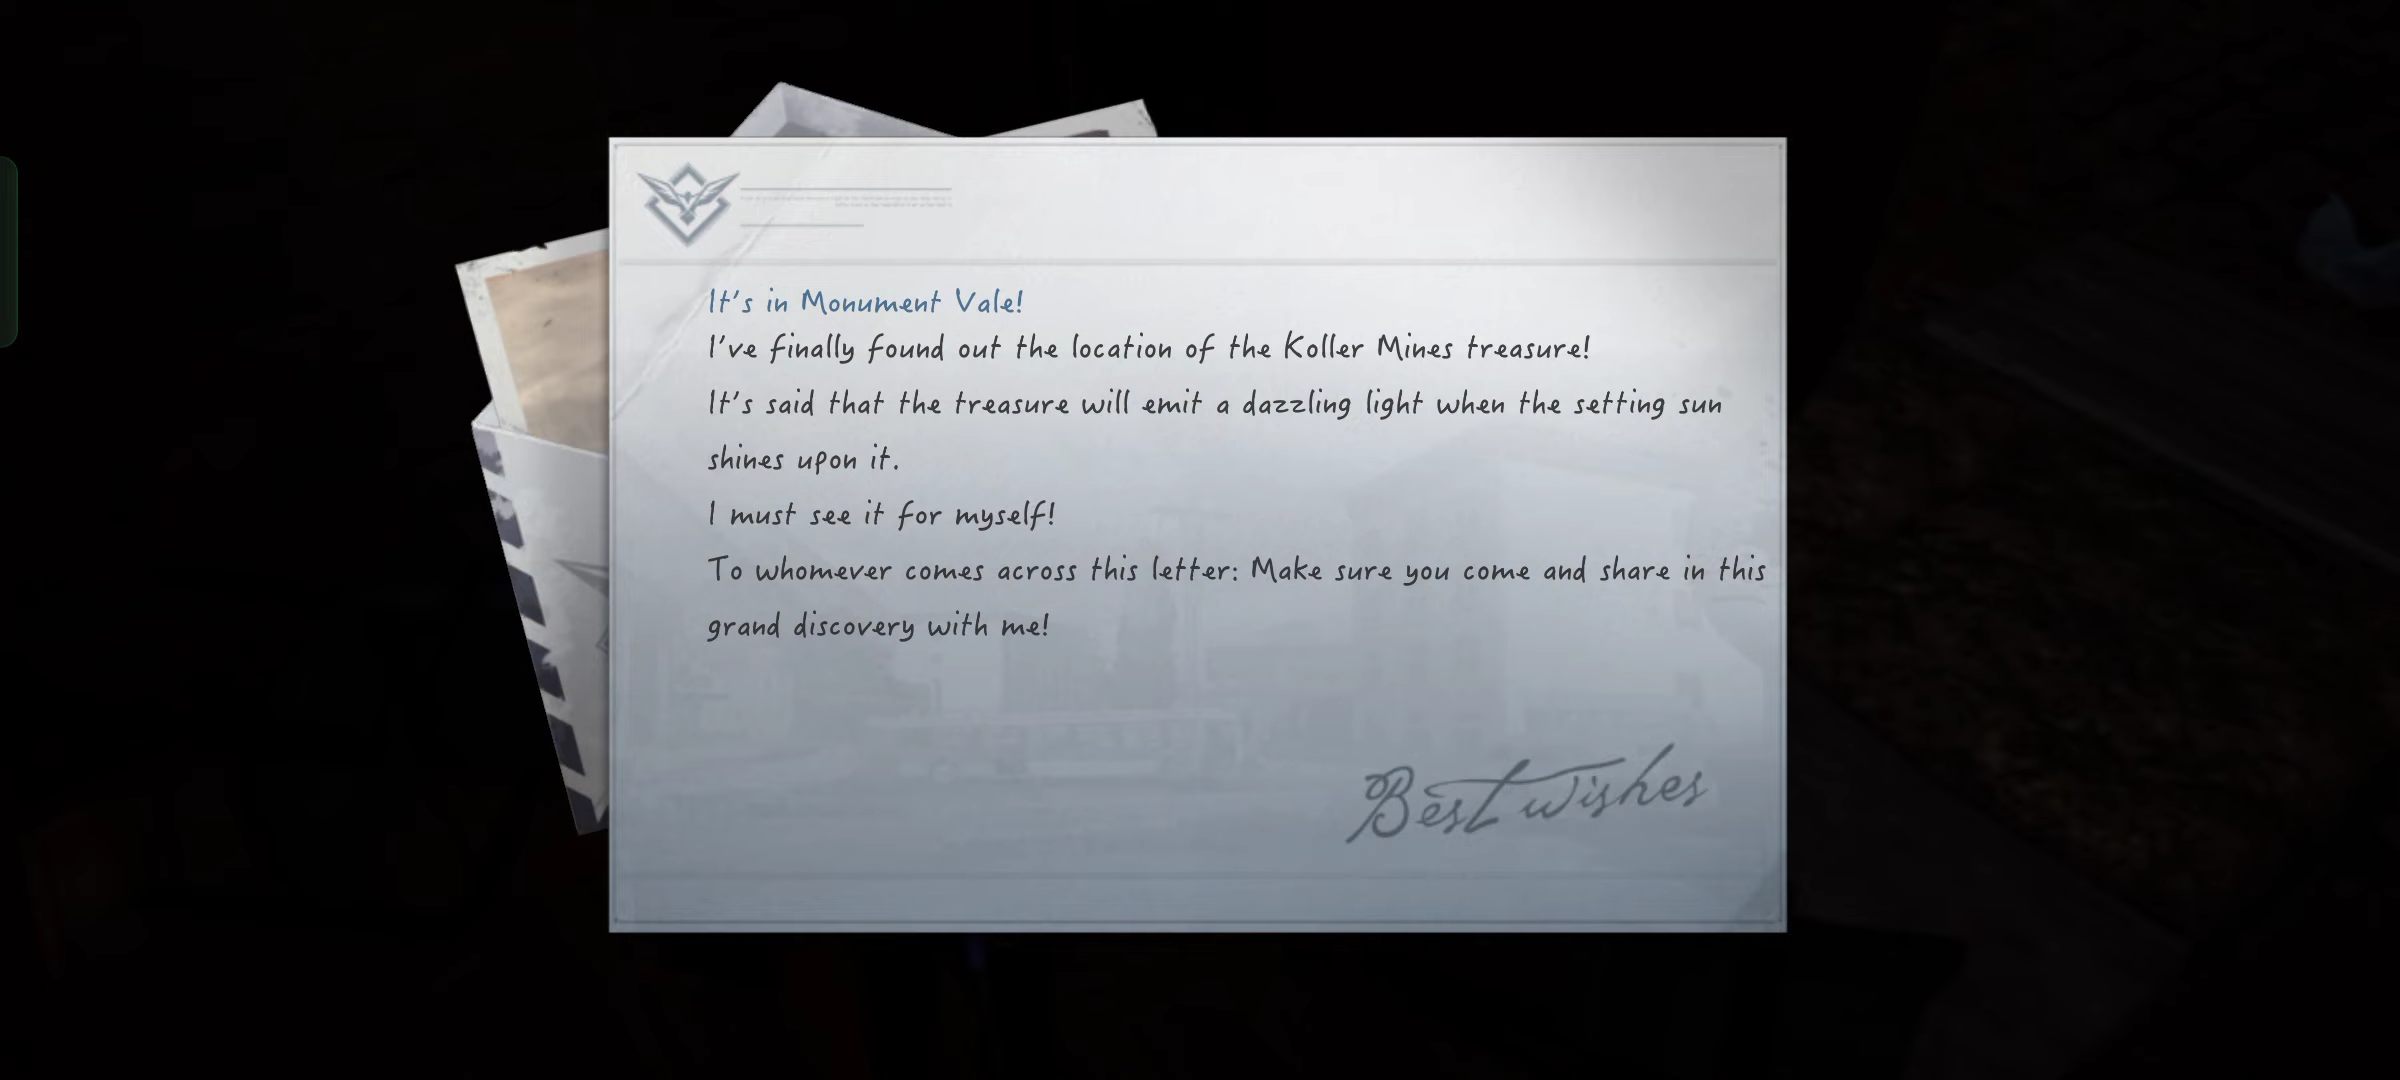 It's in Monument Vale!
I've finally found out the location of the Koller Mines treasure!
It's said that the treasure will emit a dazzling light when the setting sun
shines upon it.
I must see it for myself!
To whomever comes across this letter: Make sure you come and share in this
grand discovery with me!
Best wishes